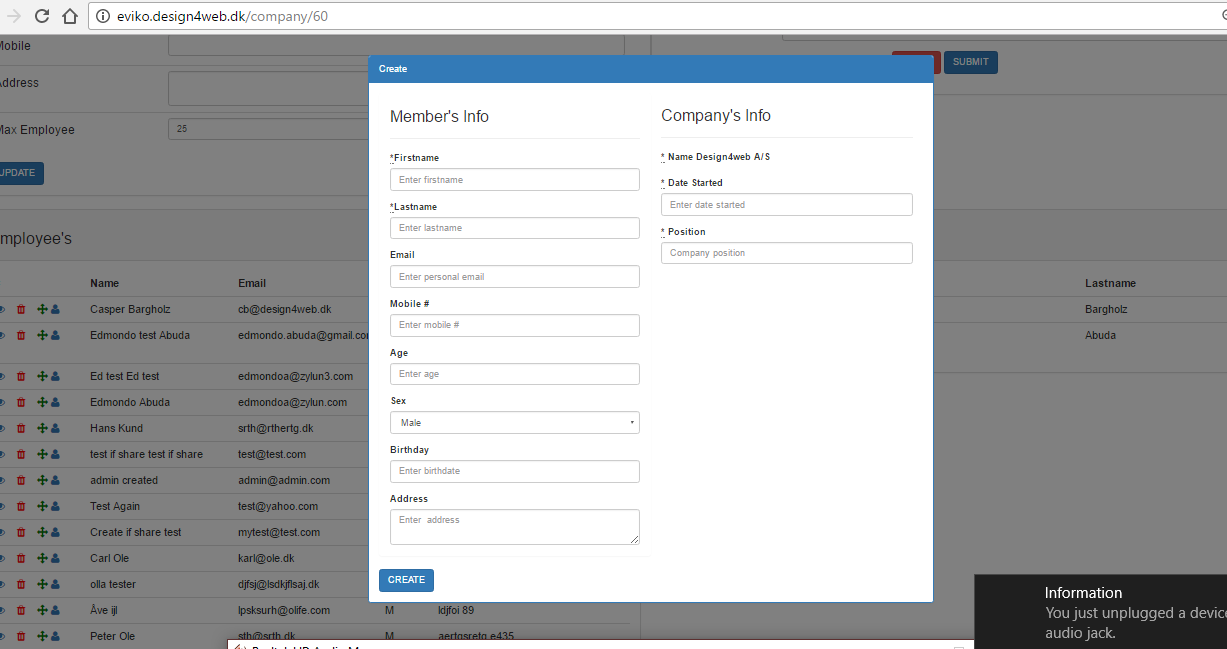 eviko.design4web.dk/company/60
Mobile
Address
Max Employee
25
UPDATE
SUBMIT
Create
Member's Info
*Firstname
Enter firstname
*Lastname
Enter lastname
Email
Enter personal email
Mobile #
Enter mobile #
Age
Enter age
Sex
Male
Birthday
Enter birthdate
Address
Enter address
CREATE
Company's Info
* Name Design4web A/S
* Date Started
Enter date started
* Position
Company position
mployee's
Name Email Lastname
Casper Bargholz cb@design4web.dk Bargholz
Edmondo test Abuda edmondo.abuda@gmail.co Abuda
Ed test Ed test edmondoa@zylun3.com
Edmondo Abuda edmondoa@zylun.com
Hans Kund srth@rthertg.dk
test if share test if share test@test.com
admin created admin@admin.com
Test Again test@yahoo.com
Create if share test mytest@test.com
Carl Ole karl@ole.dk
olla tester djfsj@lsdkjflsaj.dk
Åve ijl lpsksurh@olife.com M ldjfoi 89
Peter Ole sth@srth.dk M aertgsretg e435
Information
You just unplugged a device
audio jack.